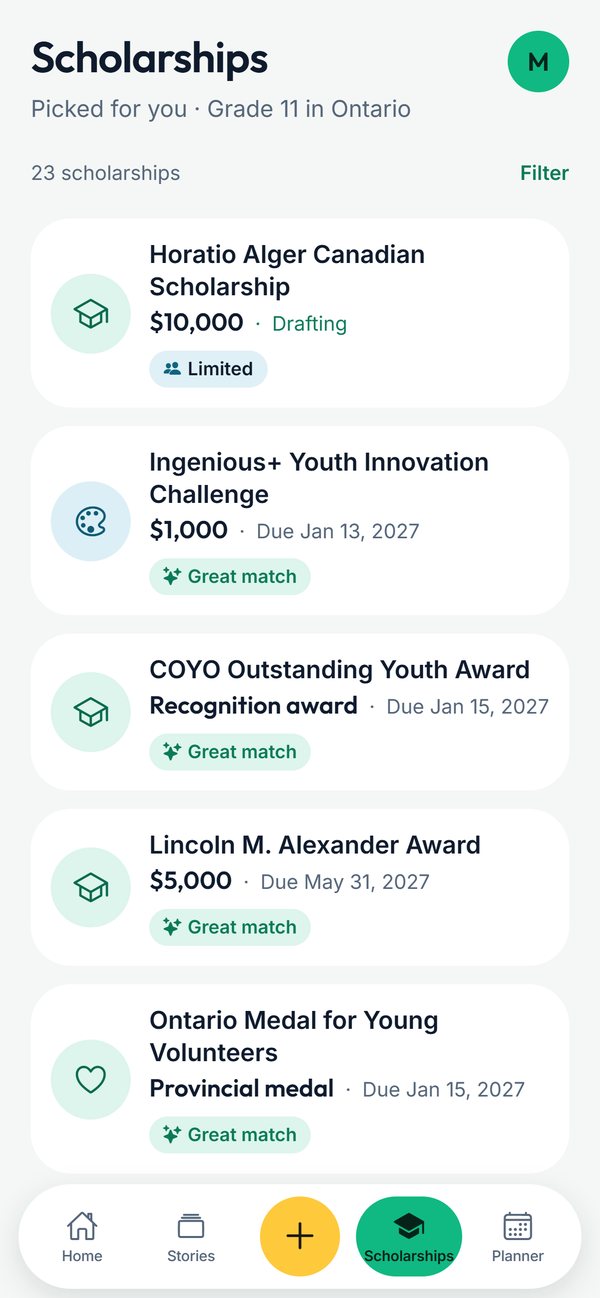 Scholarships
M
Picked for you · Grade 11 in Ontario
23 scholarships
Filter
Horatio Alger Canadian
Scholarship
$10,000 · Drafting
Limited
Ingenious+ Youth Innovation
Challenge
$1,000 · Due Jan 13, 2027
Great match
COYO Outstanding Youth Award
Recognition award · Due Jan 15, 2027
Great match
Lincoln M. Alexander Award
$5,000 · Due May 31, 2027
Great match
Ontario Medal for Young
Volunteers
Provincial medal · Due Jan 15, 2027
Great match
Home
Stories
Scholarships
Planner